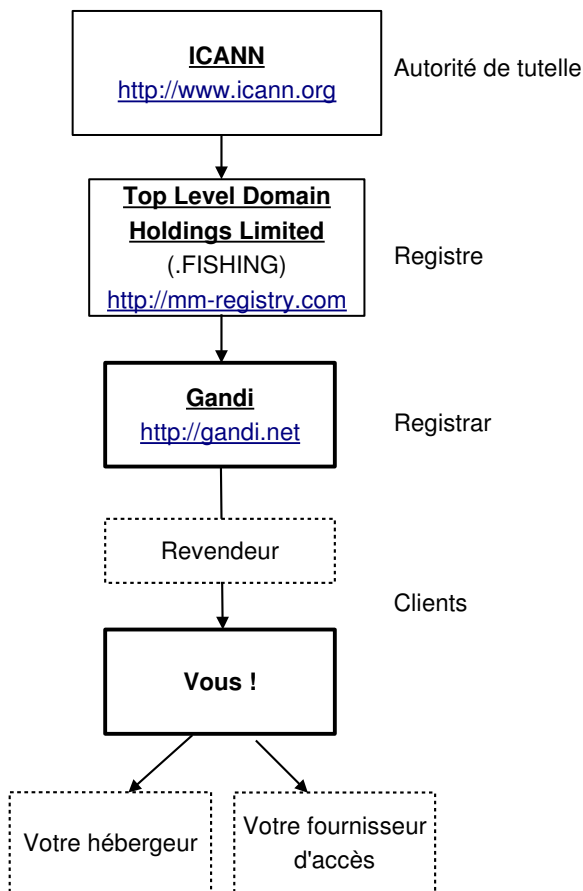 ICANN
http://www.icann.org
Autorité de tutelle
Top Level Domain
Holdings Limited
(.FISHING)
http://mm-registry.com
Registre
Gandi
http://gandi.net
Registrar
Revendeur
Clients
Vous !
Votre hébergeur
Votre fournisseur
d'accès